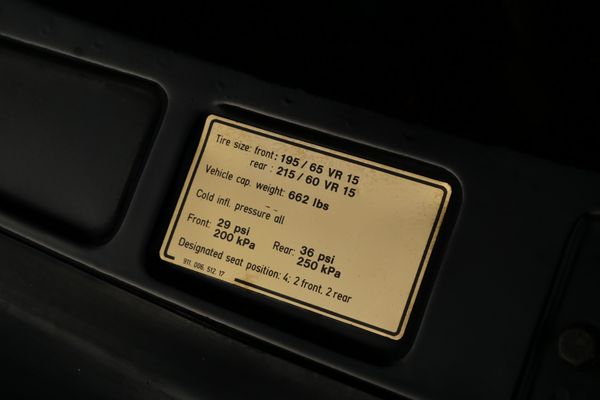 Tire size: front: 195 / 65 VR 15
rear : 215 / 60 VR 15
Vehicle cap. weight: 662 lbs
Cold infl. pressure all
Front: 29 psi Rear: 36 psi
200 kPa 250 kPa
Designated seat position: 4; 2 front, 2 rear
911. 006. 512. 17